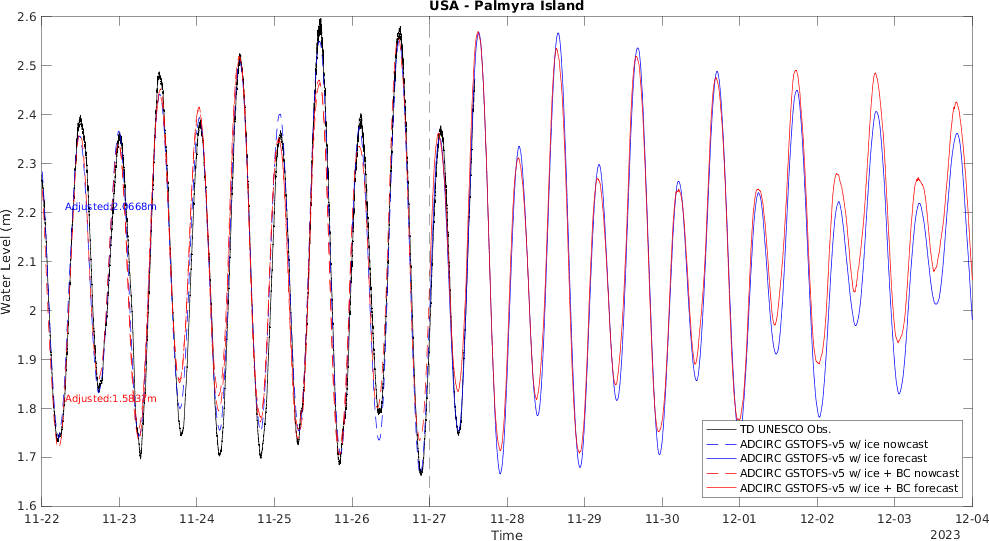 USA - Palmyra Island
2.6
2.5
2.4
2.3
2.2
2.1
2
1.9
1.8
1.7
1.6
Water Level (m)
Adjusted:2.0668m
Adjusted:1.5837m
TD UNESCO Obs.
ADCIRC GSTOFS-v5 w/ ice nowcast
ADCIRC GSTOFS-v5 w/ ice forecast
ADCIRC GSTOFS-v5 w/ ice + BC nowcast
ADCIRC GSTOFS-v5 w/ ice + BC forecast
11-22 11-23 11-24 11-25 11-26 11-27 11-28 11-29 11-30 12-01 12-02 12-03 12-04
Time
2023